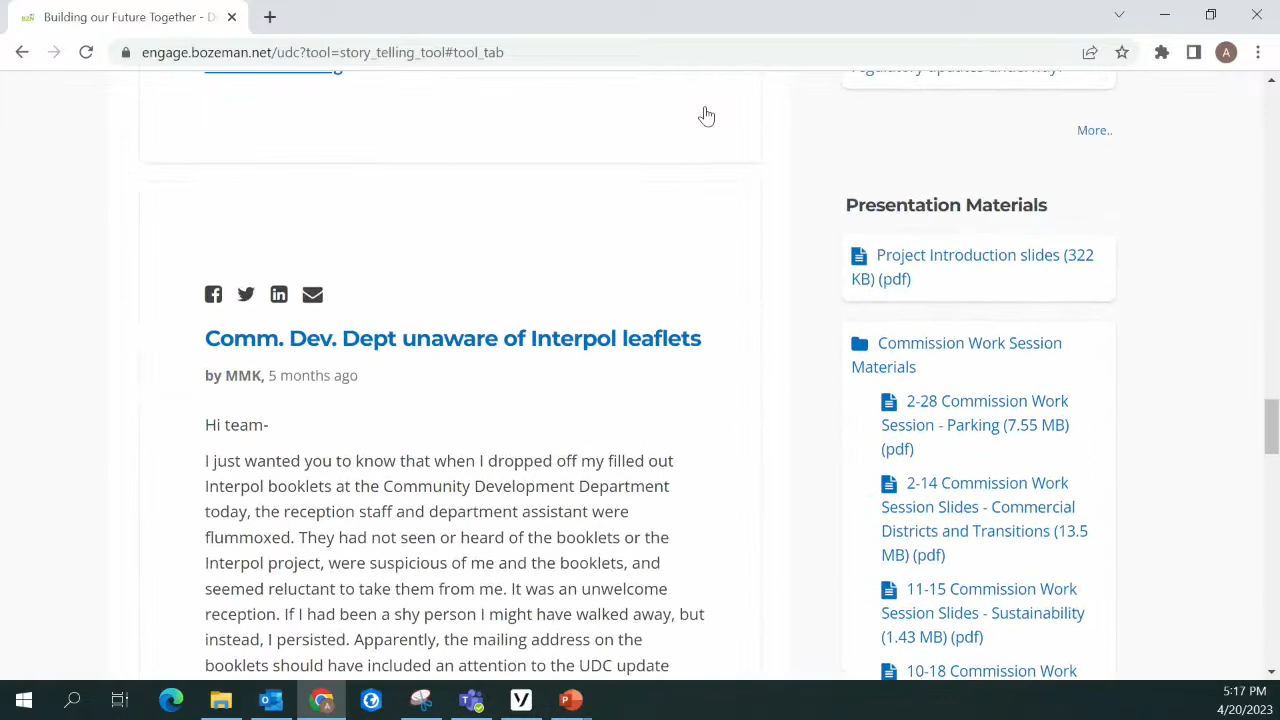 Building our Future Together - D
engage.bozeman.net/udc?tool=story_telling_tool#tool_tab
A
regulatory updates underway?
More..
Presentation Materials
Project Introduction slides (322
KB) (pdf)
Commission Work Session
Materials
2-28 Commission Work
Session - Parking (7.55 MB)
(pdf)
2-14 Commission Work
Session Slides - Commercial
Districts and Transitions (13.5
MB) (pdf)
11-15 Commission Work
Session Slides - Sustainability
(1.43 MB) (pdf)
10-18 Commission Work
Comm. Dev. Dept unaware of Interpol leaflets
by MMK, 5 months ago
Hi team-
I just wanted you to know that when I dropped off my filled out
Interpol booklets at the Community Development Department
today, the reception staff and department assistant were
flummoxed. They had not seen or heard of the booklets or the
Interpol project, were suspicious of me and the booklets, and
seemed reluctant to take them from me. It was an unwelcome
reception. If I had been a shy person I might have walked away, but
instead, I persisted. Apparently, the mailing address on the
booklets should have included an attention to the UDC update
5:17 PM
4/20/2023